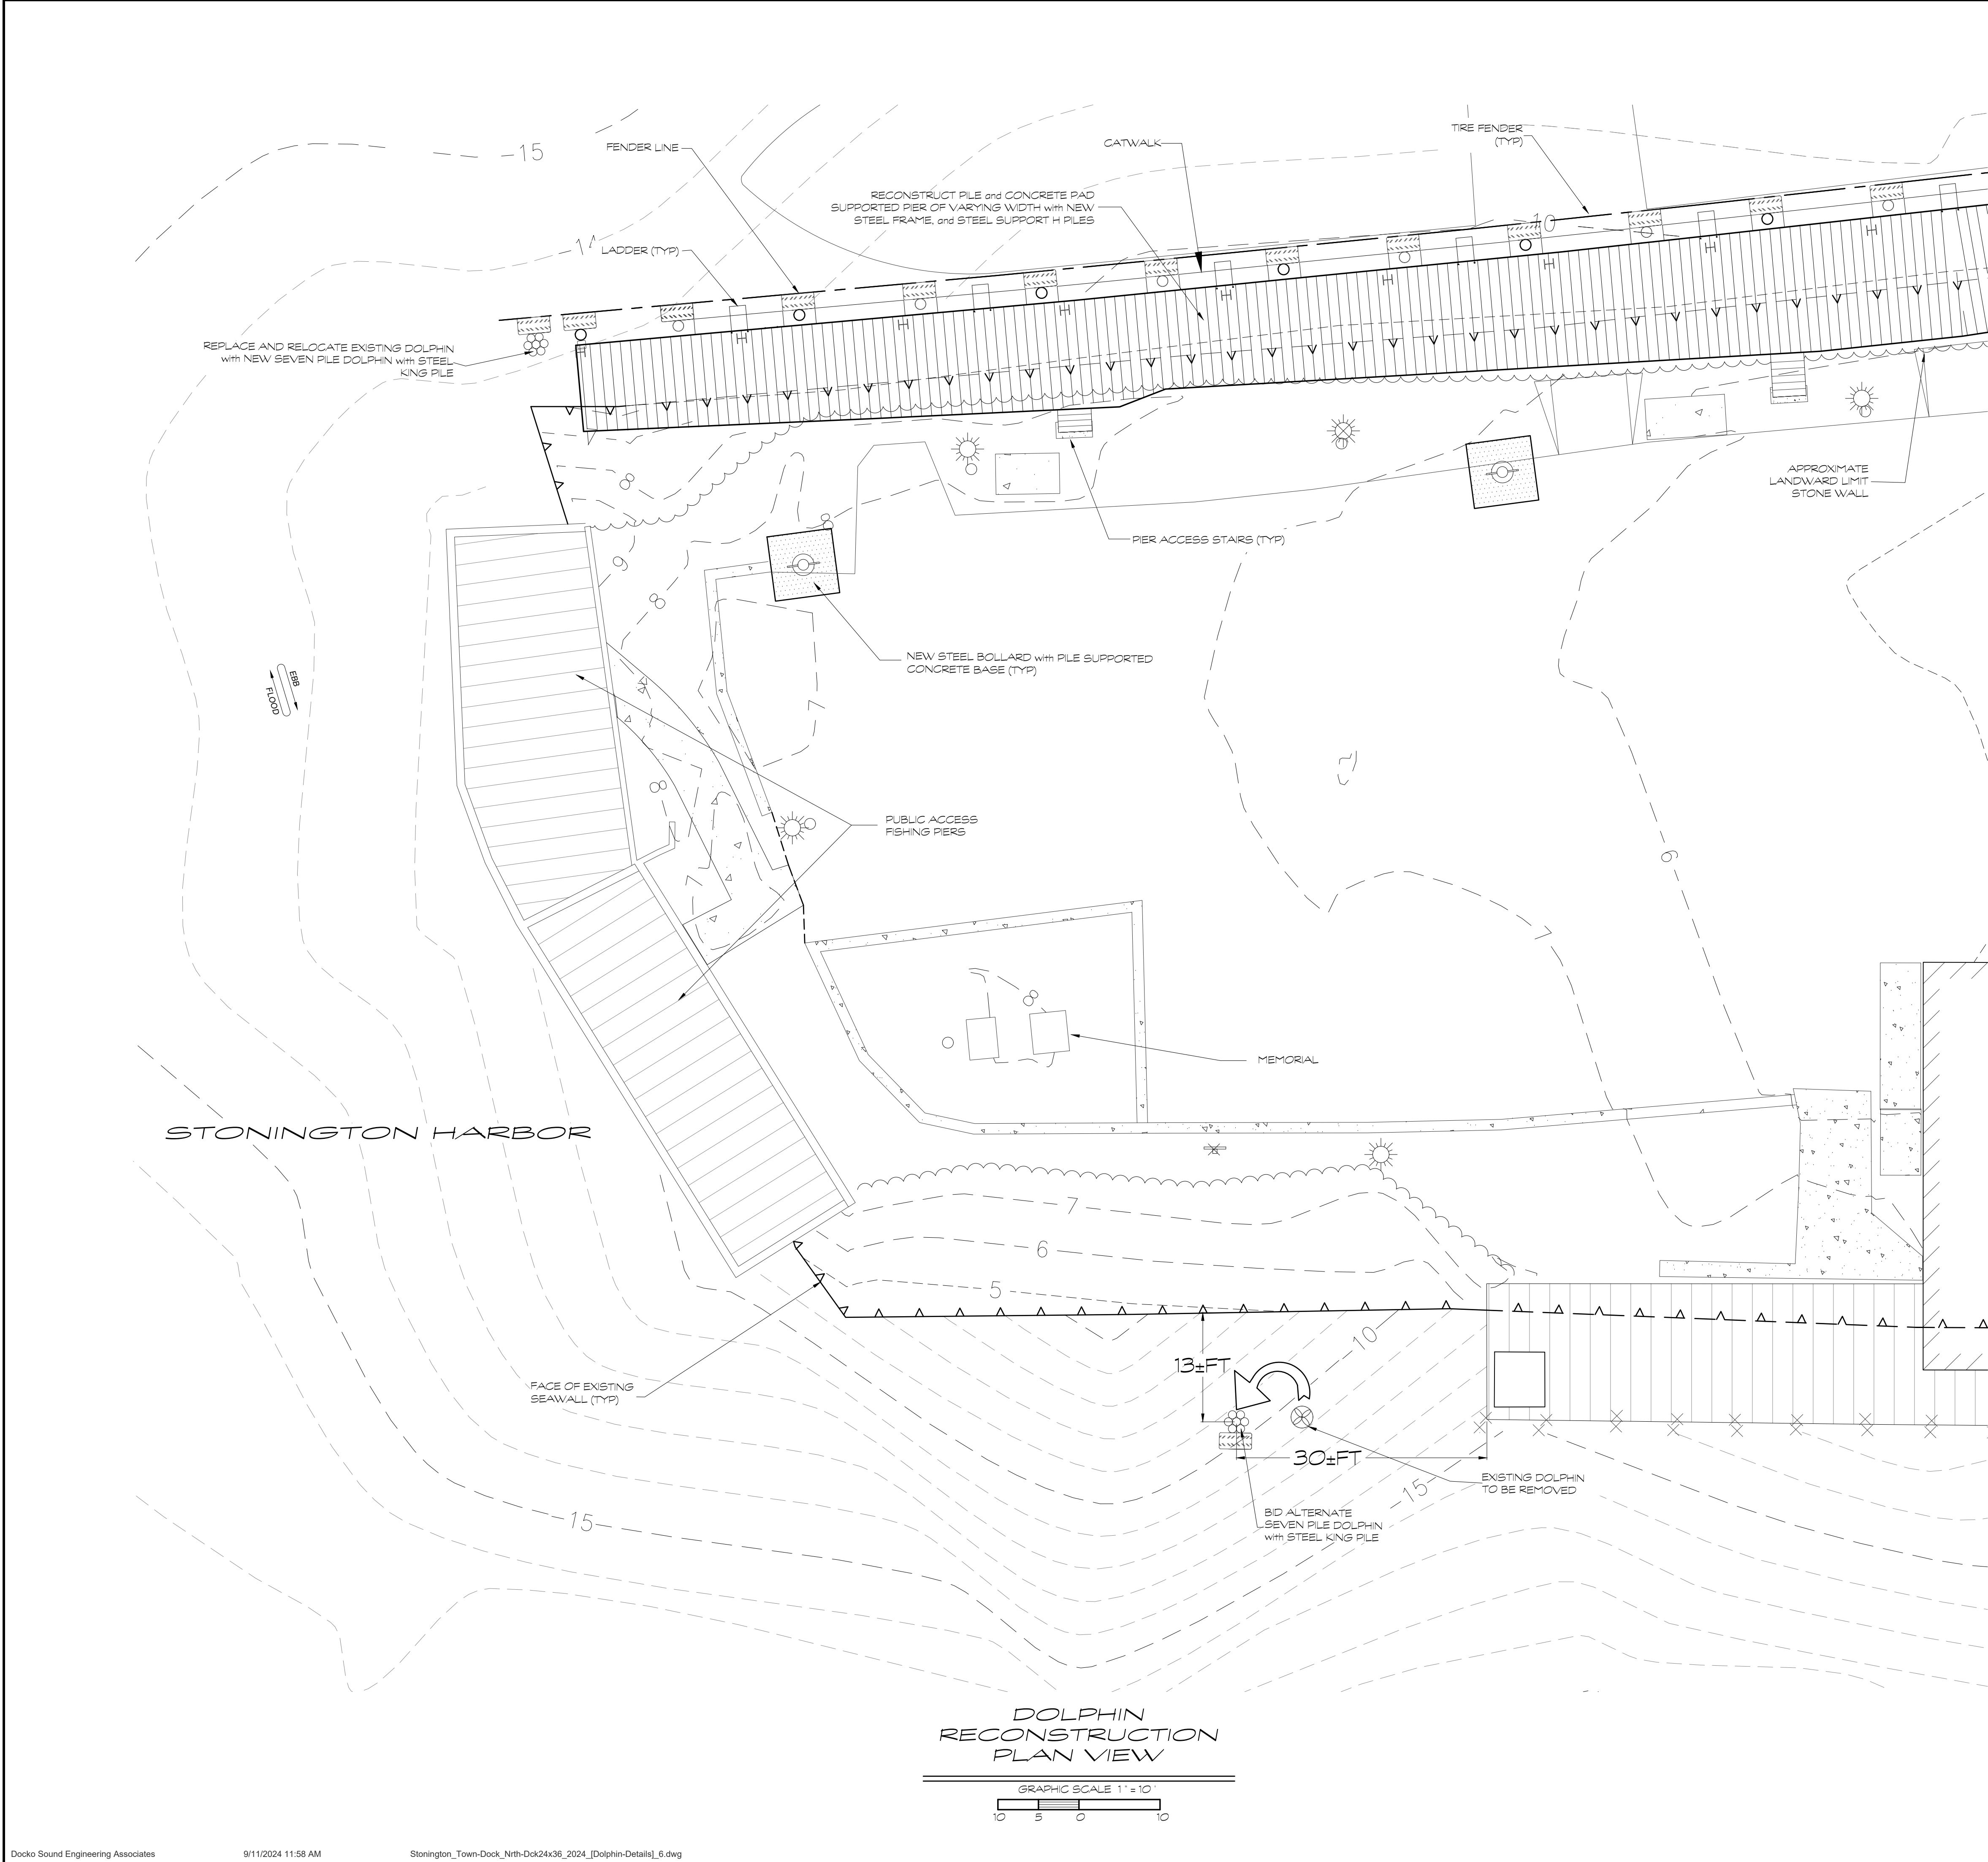 -15
FENDER LINE
CATWALK
TIRE FENDER
(TYP)
RECONSTRUCT PILE and CONCRETE PAD
SUPPORTED PIER OF VARYING WIDTH with NEW
STEEL FRAME, and STEEL SUPPORT H PILES
-10
LADDER (TYP)
REPLACE AND RELOCATE EXISTING DOLPHIN
with NEW SEVEN PILE DOLPHIN with STEEL
KING PILE
APPROXIMATE
LANDWARD LIMIT
STONE WALL
8
8
PIER ACCESS STAIRS (TYP)
9
8
NEW STEEL BOLLARD with PILE SUPPORTED
CONCRETE BASE (TYP)
EBB
FLOOD
7
8
PUBLIC ACCESS
FISHING PIERS
6
7
8
MEMORIAL
STONINGTON HARBOR
7
6
5
13±FT
-10
FACE OF EXISTING
SEAWALL (TYP)
30±FT
EXISTING DOLPHIN
TO BE REMOVED
-15
BID ALTERNATE
SEVEN PILE DOLPHIN
with STEEL KING PILE
-15
DOLPHIN
RECONSTRUCTION
PLAN VIEW
GRAPHIC SCALE 1" = 10'
10 5 0 10
Docko Sound Engineering Associates 9/11/2024 11:58 AM Stonington_Town-Dock_Nrth-Dck24x36_2024_[Dolphin-Details]_6.dwg